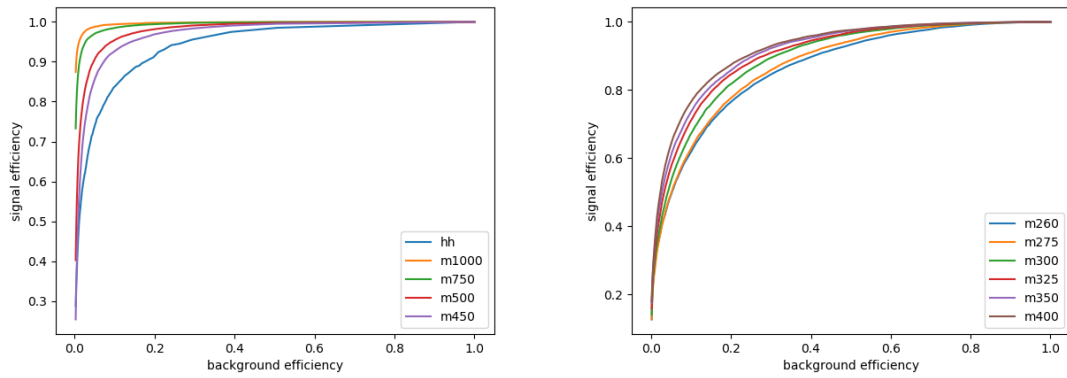 1.0
0.9
0.8
0.7
0.6
0.5
0.4
0.3
signal efficiency
0.0 0.2 0.4 0.6 0.8 1.0
background efficiency
hh
m1000
m750
m500
m450
1.0
0.8
0.6
0.4
0.2
signal efficiency
0.0 0.2 0.4 0.6 0.8 1.0
background efficiency
m260
m275
m300
m325
m350
m400